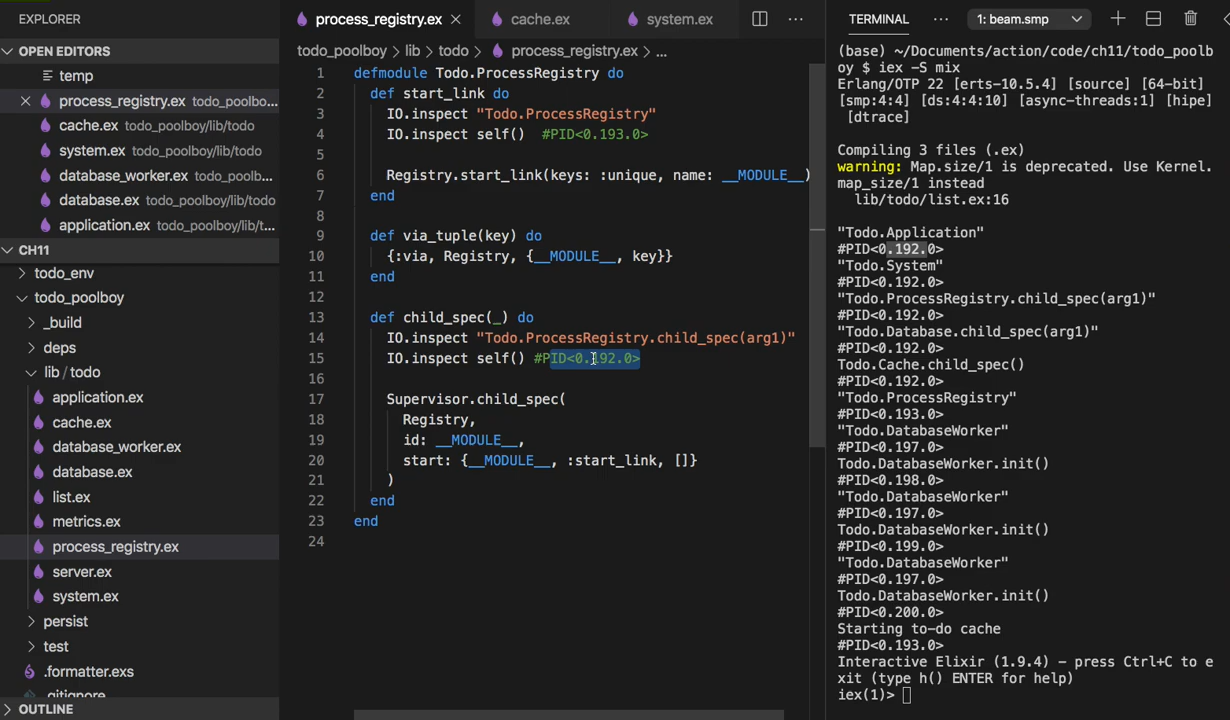 EXPLORER
OPEN EDITORS
temp
process_registry.ex todo_poolbo...
cache.ex todo_poolboy/lib/todo
system.ex todo_poolboy/lib/todo
database_worker.ex todo_poolb...
database.ex todo_poolboy/lib/todo
application.ex todo_poolboy/lib/t...
CH11
todo_env
todo_poolboy
_build
deps
lib / todo
application.ex
cache.ex
database_worker.ex
database.ex
list.ex
metrics.ex
process_registry.ex
server.ex
system.ex
persist
test
.formatter.exs
.gitignore
OUTLINE
process_registry.ex
cache.ex
system.ex
todo_poolboy > lib > todo > process_registry.ex > ...
1 defmodule Todo.ProcessRegistry do
2 def start_link do
3 IO.inspect "Todo.ProcessRegistry"
4 IO.inspect self() #PID<0.193.0>
5
6 Registry.start_link(keys: :unique, name: __MODULE__)
7 end
8
9 def via_tuple(key) do
10 {:via, Registry, {__MODULE__, key}}
11 end
12
13 def child_spec(_) do
14 IO.inspect "Todo.ProcessRegistry.child_spec(arg1)"
15 IO.inspect self() #PID<0.192.0>
16
17 Supervisor.child_spec(
18 Registry,
19 id: __MODULE__,
20 start: {__MODULE__, :start_link, []}
21 )
22 end
23 end
24
TERMINAL ... 1: beam.smp
(base) ~/Documents/action/code/ch11/todo_poolb
oy $ iex -S mix
Erlang/OTP 22 [erts-10.5.4] [source] [64-bit]
[smp:4:4] [ds:4:4:10] [async-threads:1] [hipe]
[dtrace]
Compiling 3 files (.ex)
warning: Map.size/1 is deprecated. Use Kernel.
map_size/1 instead
lib/todo/list.ex:16
"Todo.Application"
#PID<0.192.0>
"Todo.System"
#PID<0.192.0>
"Todo.ProcessRegistry.child_spec(arg1)"
#PID<0.192.0>
"Todo.Database.child_spec(arg1)"
#PID<0.192.0>
Todo.Cache.child_spec()
#PID<0.192.0>
"Todo.ProcessRegistry"
#PID<0.193.0>
"Todo.DatabaseWorker"
#PID<0.197.0>
Todo.DatabaseWorker.init()
#PID<0.198.0>
"Todo.DatabaseWorker"
#PID<0.197.0>
Todo.DatabaseWorker.init()
#PID<0.199.0>
"Todo.DatabaseWorker"
#PID<0.197.0>
Todo.DatabaseWorker.init()
#PID<0.200.0>
Starting to-do cache
#PID<0.193.0>
Interactive Elixir (1.9.4) - press Ctrl+C to e
xit (type h() ENTER for help)
iex(1)>